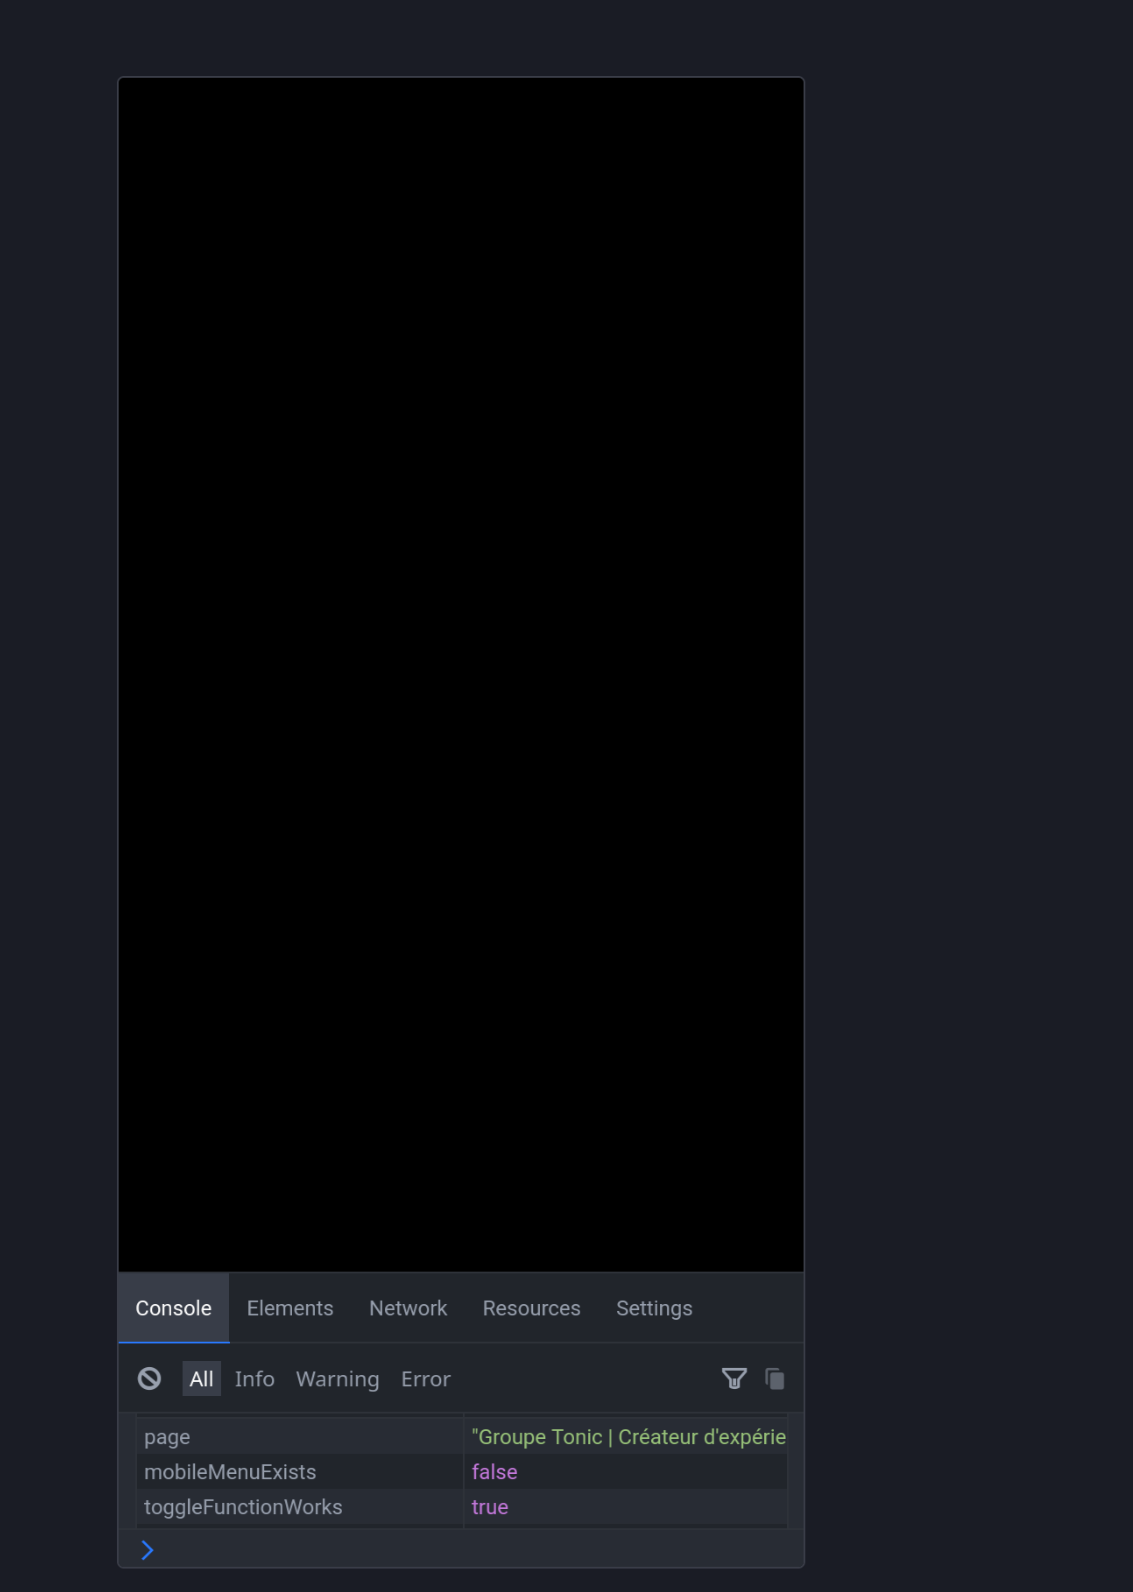 Console Elements Network Resources Settings
All Info Warning Error
page "Groupe Tonic | Créateur d'expérie
mobileMenuExists false
toggleFunctionWorks true